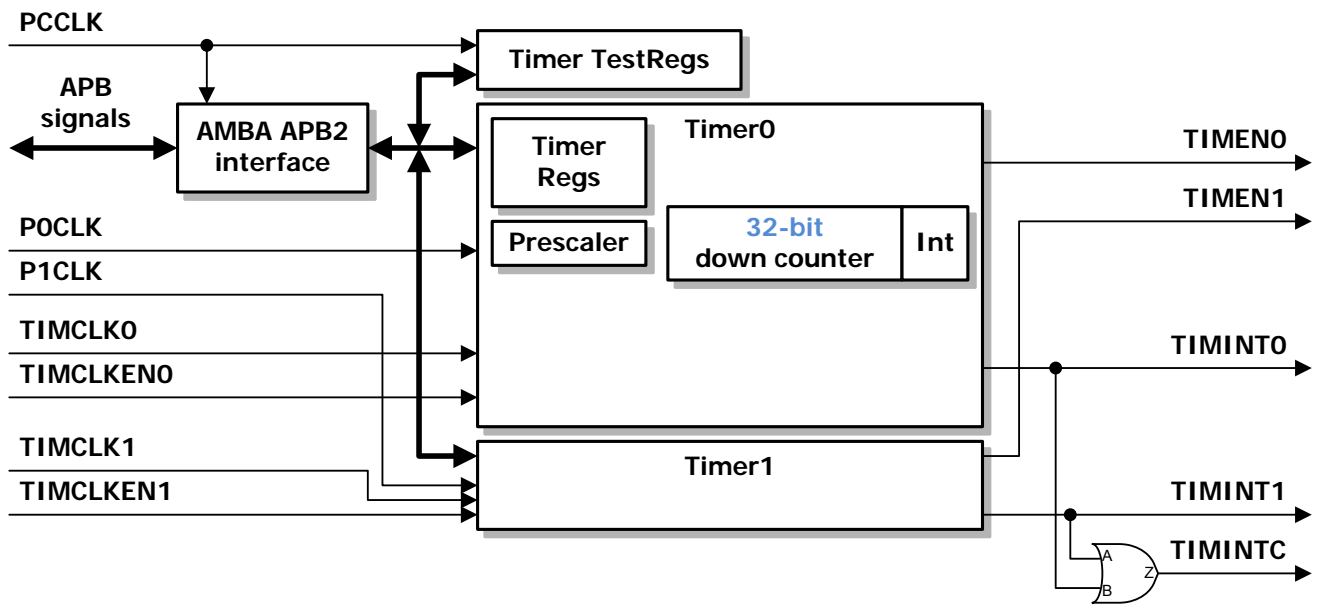 PCCLK
APB
signals
AMBA APB2
interface
Timer TestRegs
Timer0
Timer
Regs
Prescaler
32-bit
down counter
Int
P0CLK
P1CLK
TIMCLK0
TIMCLKEN0
TIMCLK1
TIMCLKEN1
Timer1
TIMEN0
TIMEN1
TIMINT0
TIMINT1
TIMINTC
A
B
Z